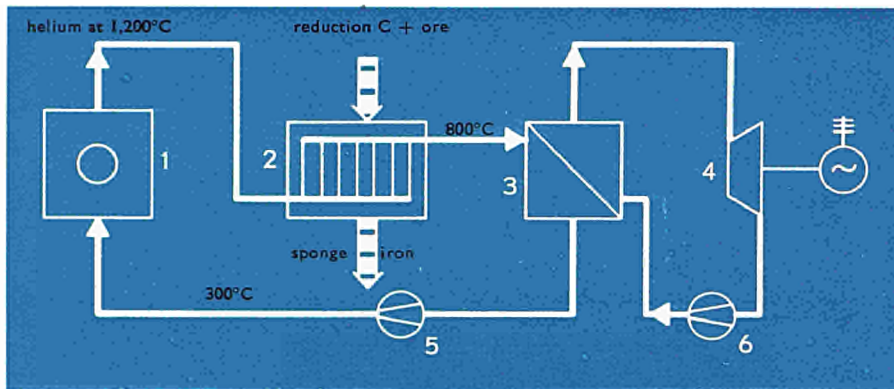 helium at 1,200°C
reduction C + ore
800°C
1
2
3
4
sponge iron
300°C
5
6